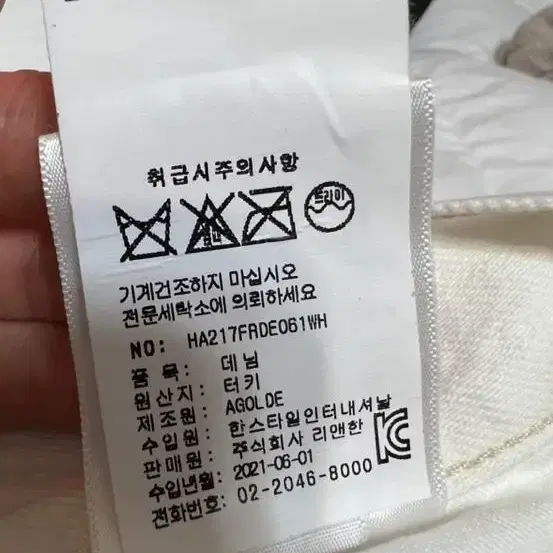 취급시주의사항
드라이
기계건조하지 마십시오
전문세탁소에 의뢰하세요
NO: HA217FRDE061WH
품 목: 데님
원산지: 터키
제조원: AGOLDE
수입원: 한스타일인터내셔날
판매원: 주식회사 리앤한
수입년월: 2021-06-01
전화번호: 02-2046-8000